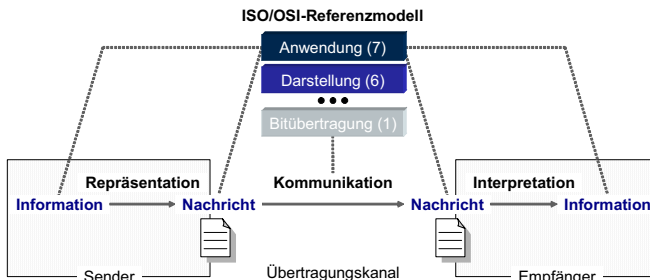 ISO/OSI-Referenzmodell
Anwendung (7)
Darstellung (6)
Bitübertragung (1)
Repräsentation
Kommunikation
Interpretation
Information
Nachricht
Nachricht
Information
Sender
Übertragungskanal
Empfänger